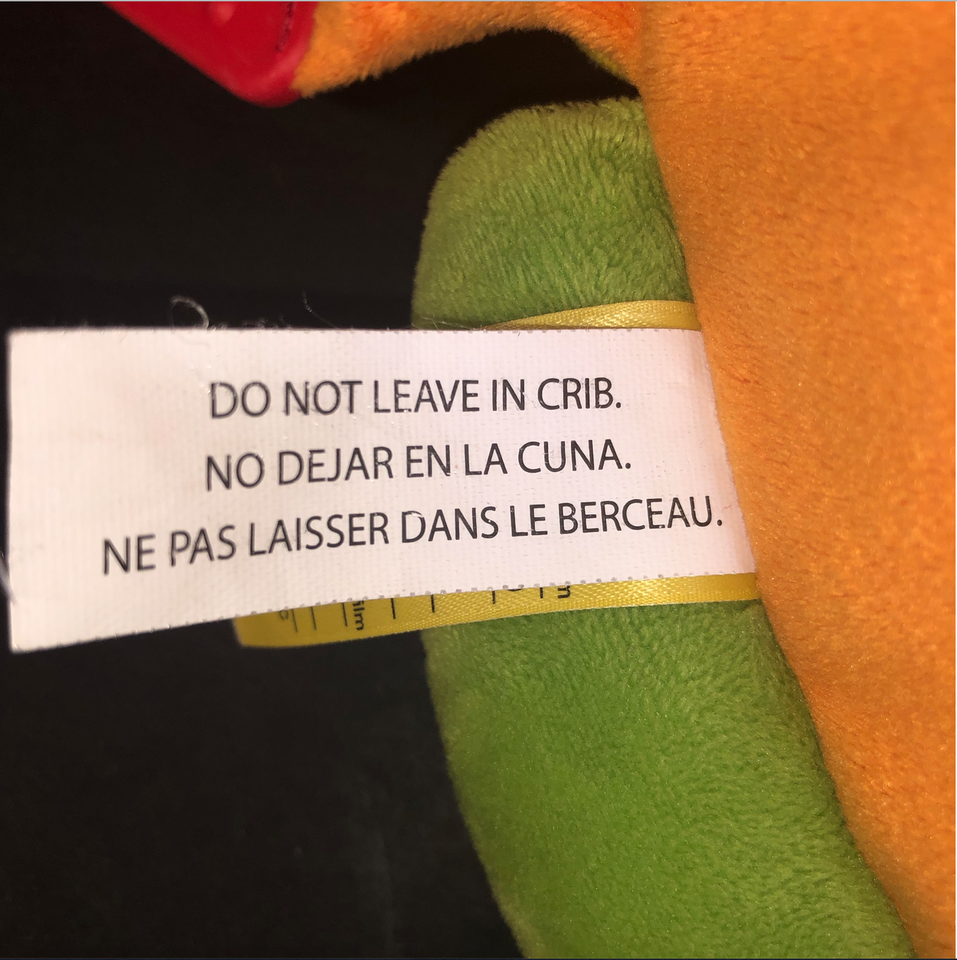 DO NOT LEAVE IN CRIB.
NO DEJAR EN LA CUNA.
NE PAS LAISSER DANS LE BERCEAU.